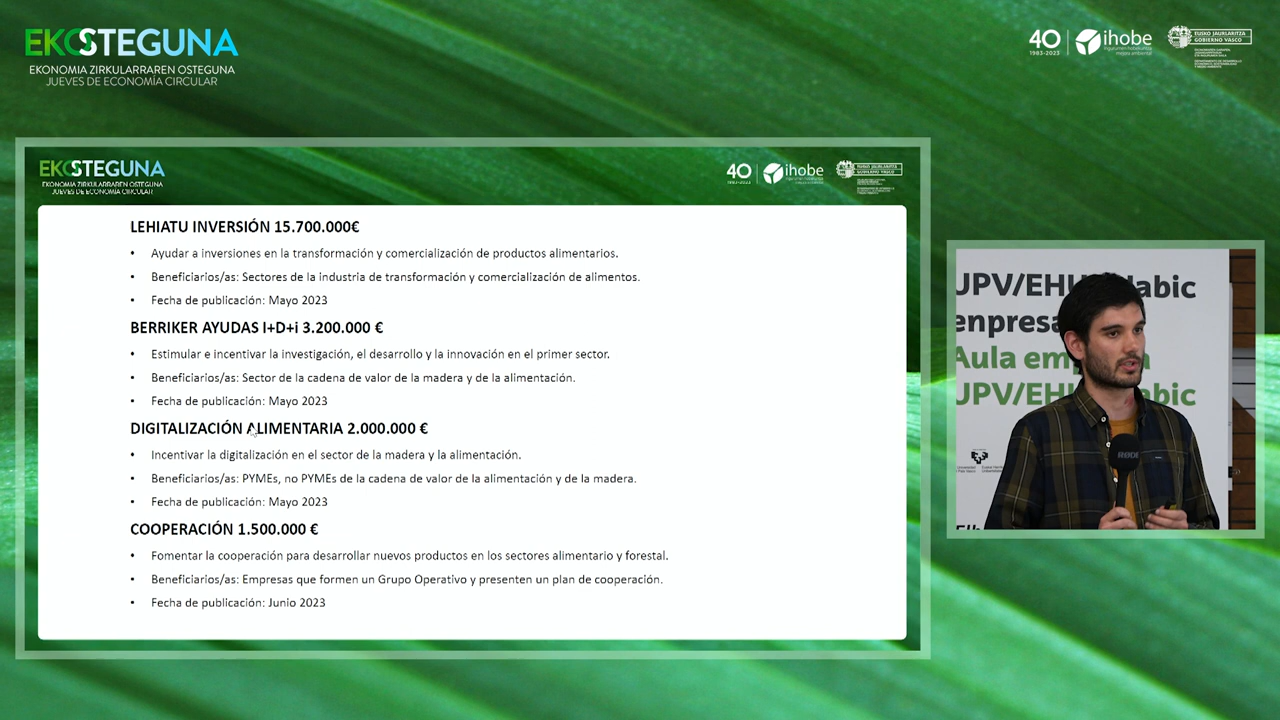 EKOSTEGUNA
EKONOMIA ZIRKULARRAREN OSTEGUNA
JUEVES DE ECONOMÍA CIRCULAR
40
1983-2023
ihobe
EUSKO JAURLARITZA
GOBIERNO VASCO
EKOSTEGUNA
EKONOMIA ZIRKULARRAREN OSTEGUNA
JUEVES DE ECONOMÍA CIRCULAR
40
1983-2023
ihobe
EUSKO JAURLARITZA
GOBIERNO VASCO
LEHIATU INVERSIÓN 15.700.000€
• Ayudar a inversiones en la transformación y comercialización de productos alimentarios.
• Beneficiarios/as: Sectores de la industria de transformación y comercialización de alimentos.
• Fecha de publicación: Mayo 2023
BERRIKER AYUDAS I+D+i 3.200.000 €
• Estimular e incentivar la investigación, el desarrollo y la innovación en el primer sector.
• Beneficiarios/as: Sector de la cadena de valor de la madera y de la alimentación.
• Fecha de publicación: Mayo 2023
DIGITALIZACIÓN ALIMENTARIA 2.000.000 €
• Incentivar la digitalización en el sector de la madera y la alimentación.
• Beneficiarios/as: PYMEs, no PYMEs de la cadena de valor de la alimentación y de la madera.
• Fecha de publicación: Mayo 2023
COOPERACIÓN 1.500.000 €
• Fomentar la cooperación para desarrollar nuevos productos en los sectores alimentario y forestal.
• Beneficiarios/as: Empresas que formen un Grupo Operativo y presenten un plan de cooperación.
• Fecha de publicación: Junio 2023
UPV/EHU
enpresa
Aula
UPV/EHU
RØDE